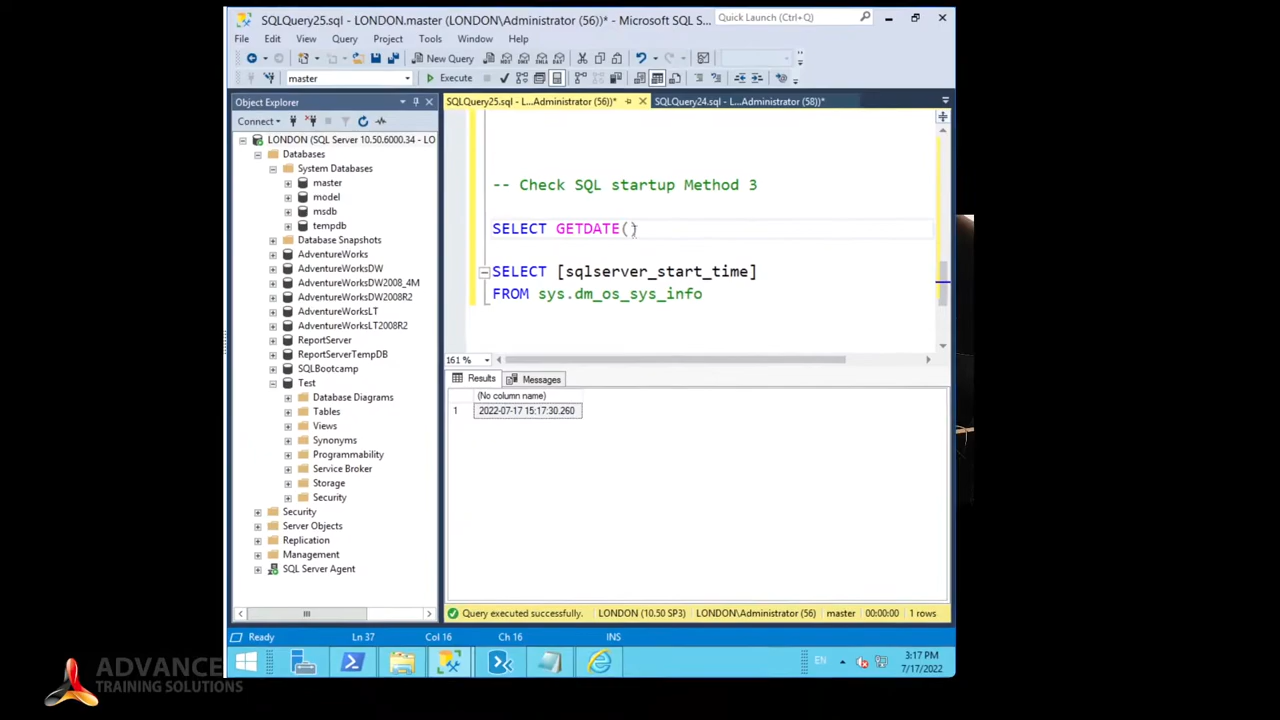 SQLQuery25.sql - LONDON.master (LONDON\Administrator (56))* - Microsoft SQL S...
Quick Launch (Ctrl+Q)
File Edit View Query Project Tools Window Help
New Query
master
Execute
Object Explorer
SQLQuery25.sql - L...Administrator (56))*
SQLQuery24.sql - L...Administrator (58))*
Connect
LONDON (SQL Server 10.50.6000.34 - LO
Databases
System Databases
master
model
msdb
tempdb
Database Snapshots
AdventureWorks
AdventureWorksDW
AdventureWorksDW2008_4M
AdventureWorksDW2008R2
AdventureWorksLT
AdventureWorksLT2008R2
ReportServer
ReportServerTempDB
SQLBootcamp
Test
Database Diagrams
Tables
Views
Synonyms
Programmability
Service Broker
Storage
Security
Security
Server Objects
Replication
Management
SQL Server Agent
-- Check SQL startup Method 3
SELECT GETDATE()
SELECT [sqlserver_start_time]
FROM sys.dm_os_sys_info
161 %
Results Messages
(No column name)
1 2022-07-17 15:17:30.260
Query executed successfully. LONDON (10.50 SP3) LONDON\Administrator (56) master 00:00:00 1 rows
Ready Ln 37 Col 16 Ch 16 INS
EN
3:17 PM
7/17/2022
ADVANCE
TRAINING SOLUTIONS